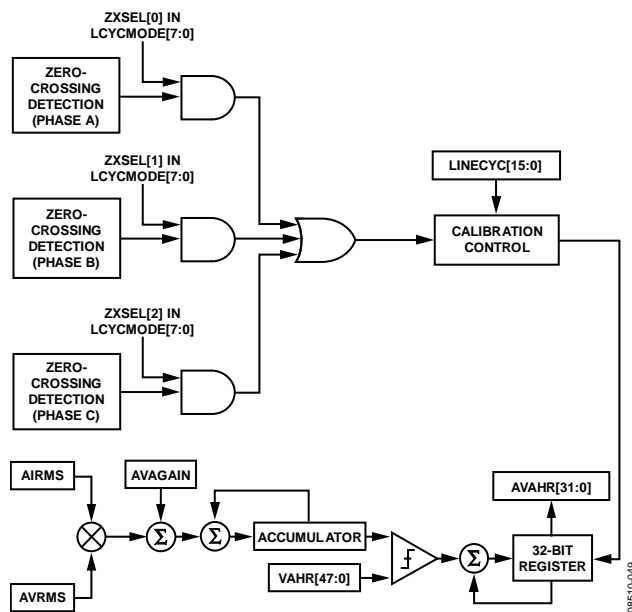 ZXSEL[0] IN
LCYCMODE[7:0]
ZERO-
CROSSING
DETECTION
(PHASE A)
ZXSEL[1] IN
LCYCMODE[7:0]
ZERO-
CROSSING
DETECTION
(PHASE B)
LINECYC[15:0]
CALIBRATION
CONTROL
ZXSEL[2] IN
LCYCMODE[7:0]
ZERO-
CROSSING
DETECTION
(PHASE C)
AIRMS
AVAGAIN
AVAHR[31:0]
Σ
Σ
ACCUMULATOR
Σ
32-BIT
REGISTER
VAHR[47:0]
AVRMS
08510-049